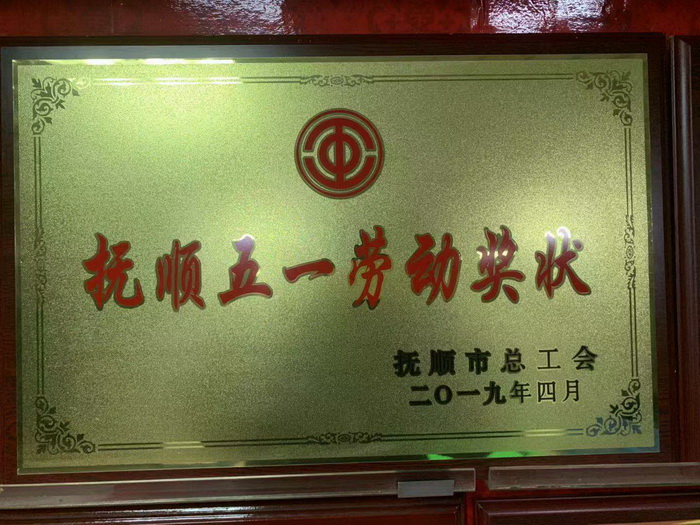 抚顺五一劳动奖状
抚顺市总工会
二〇一九年四月